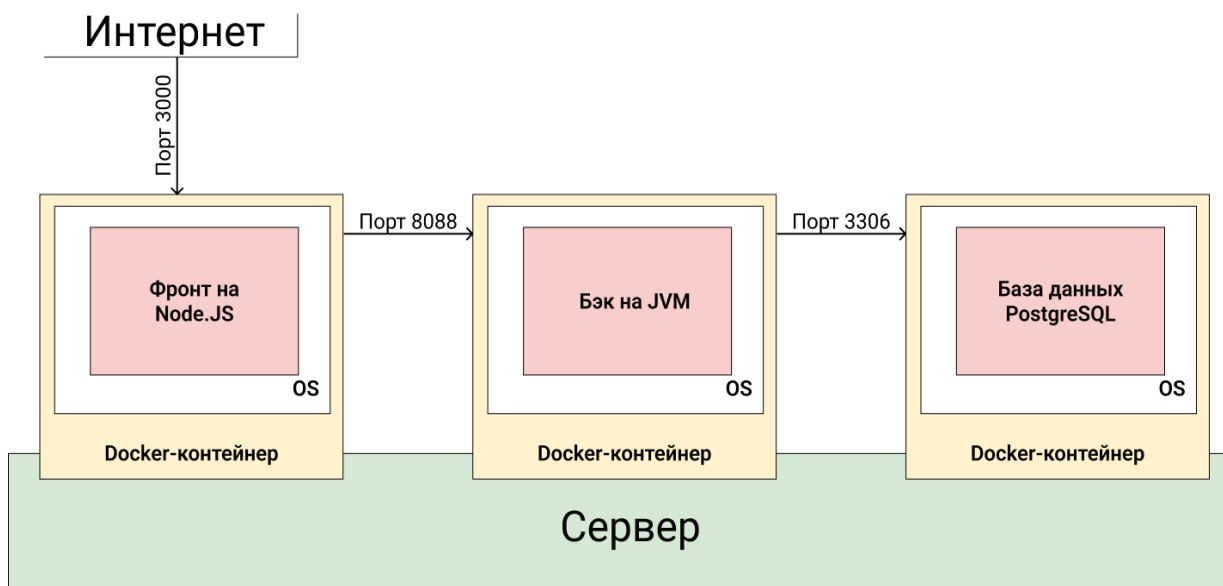 Интернет
Порт 3000
Порт 8088
Порт 3306
Фронт на
Node.JS
OS
Docker-контейнер
Бэк на JVM
OS
Docker-контейнер
База данных
PostgreSQL
OS
Docker-контейнер
Сервер